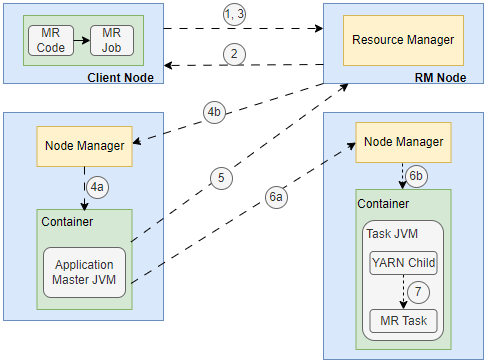 MR
Code
MR
Job
Client Node
1, 3
2
Resource Manager
RM Node
4b
Node Manager
4a
Container
Application
Master JVM
5
6a
Node Manager
6b
Container
Task JVM
YARN Child
7
MR Task